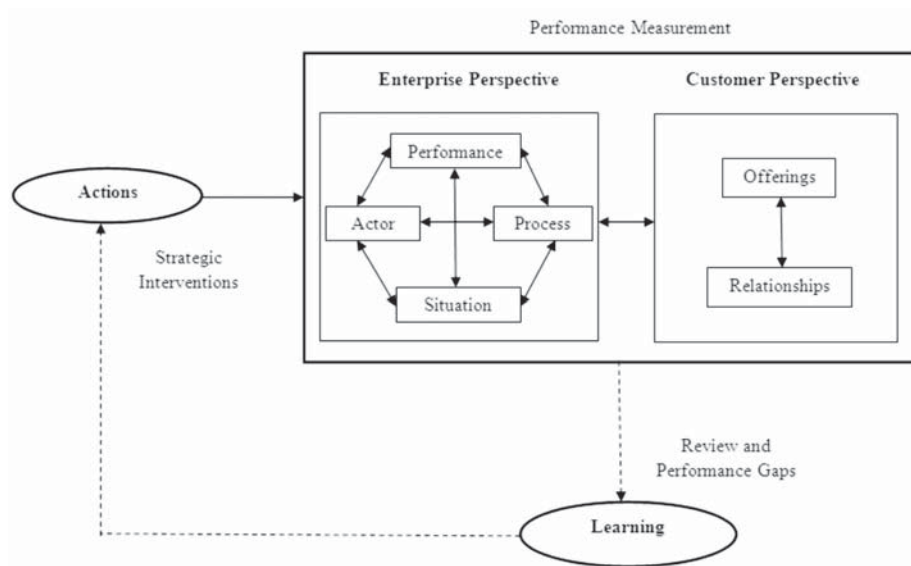 Performance Measurement
Enterprise Perspective
Customer Perspective
Performance
Offerings
Actions
Actor
Process
Strategic
Interventions
Situation
Relationships
Review and
Performance Gaps
Learning